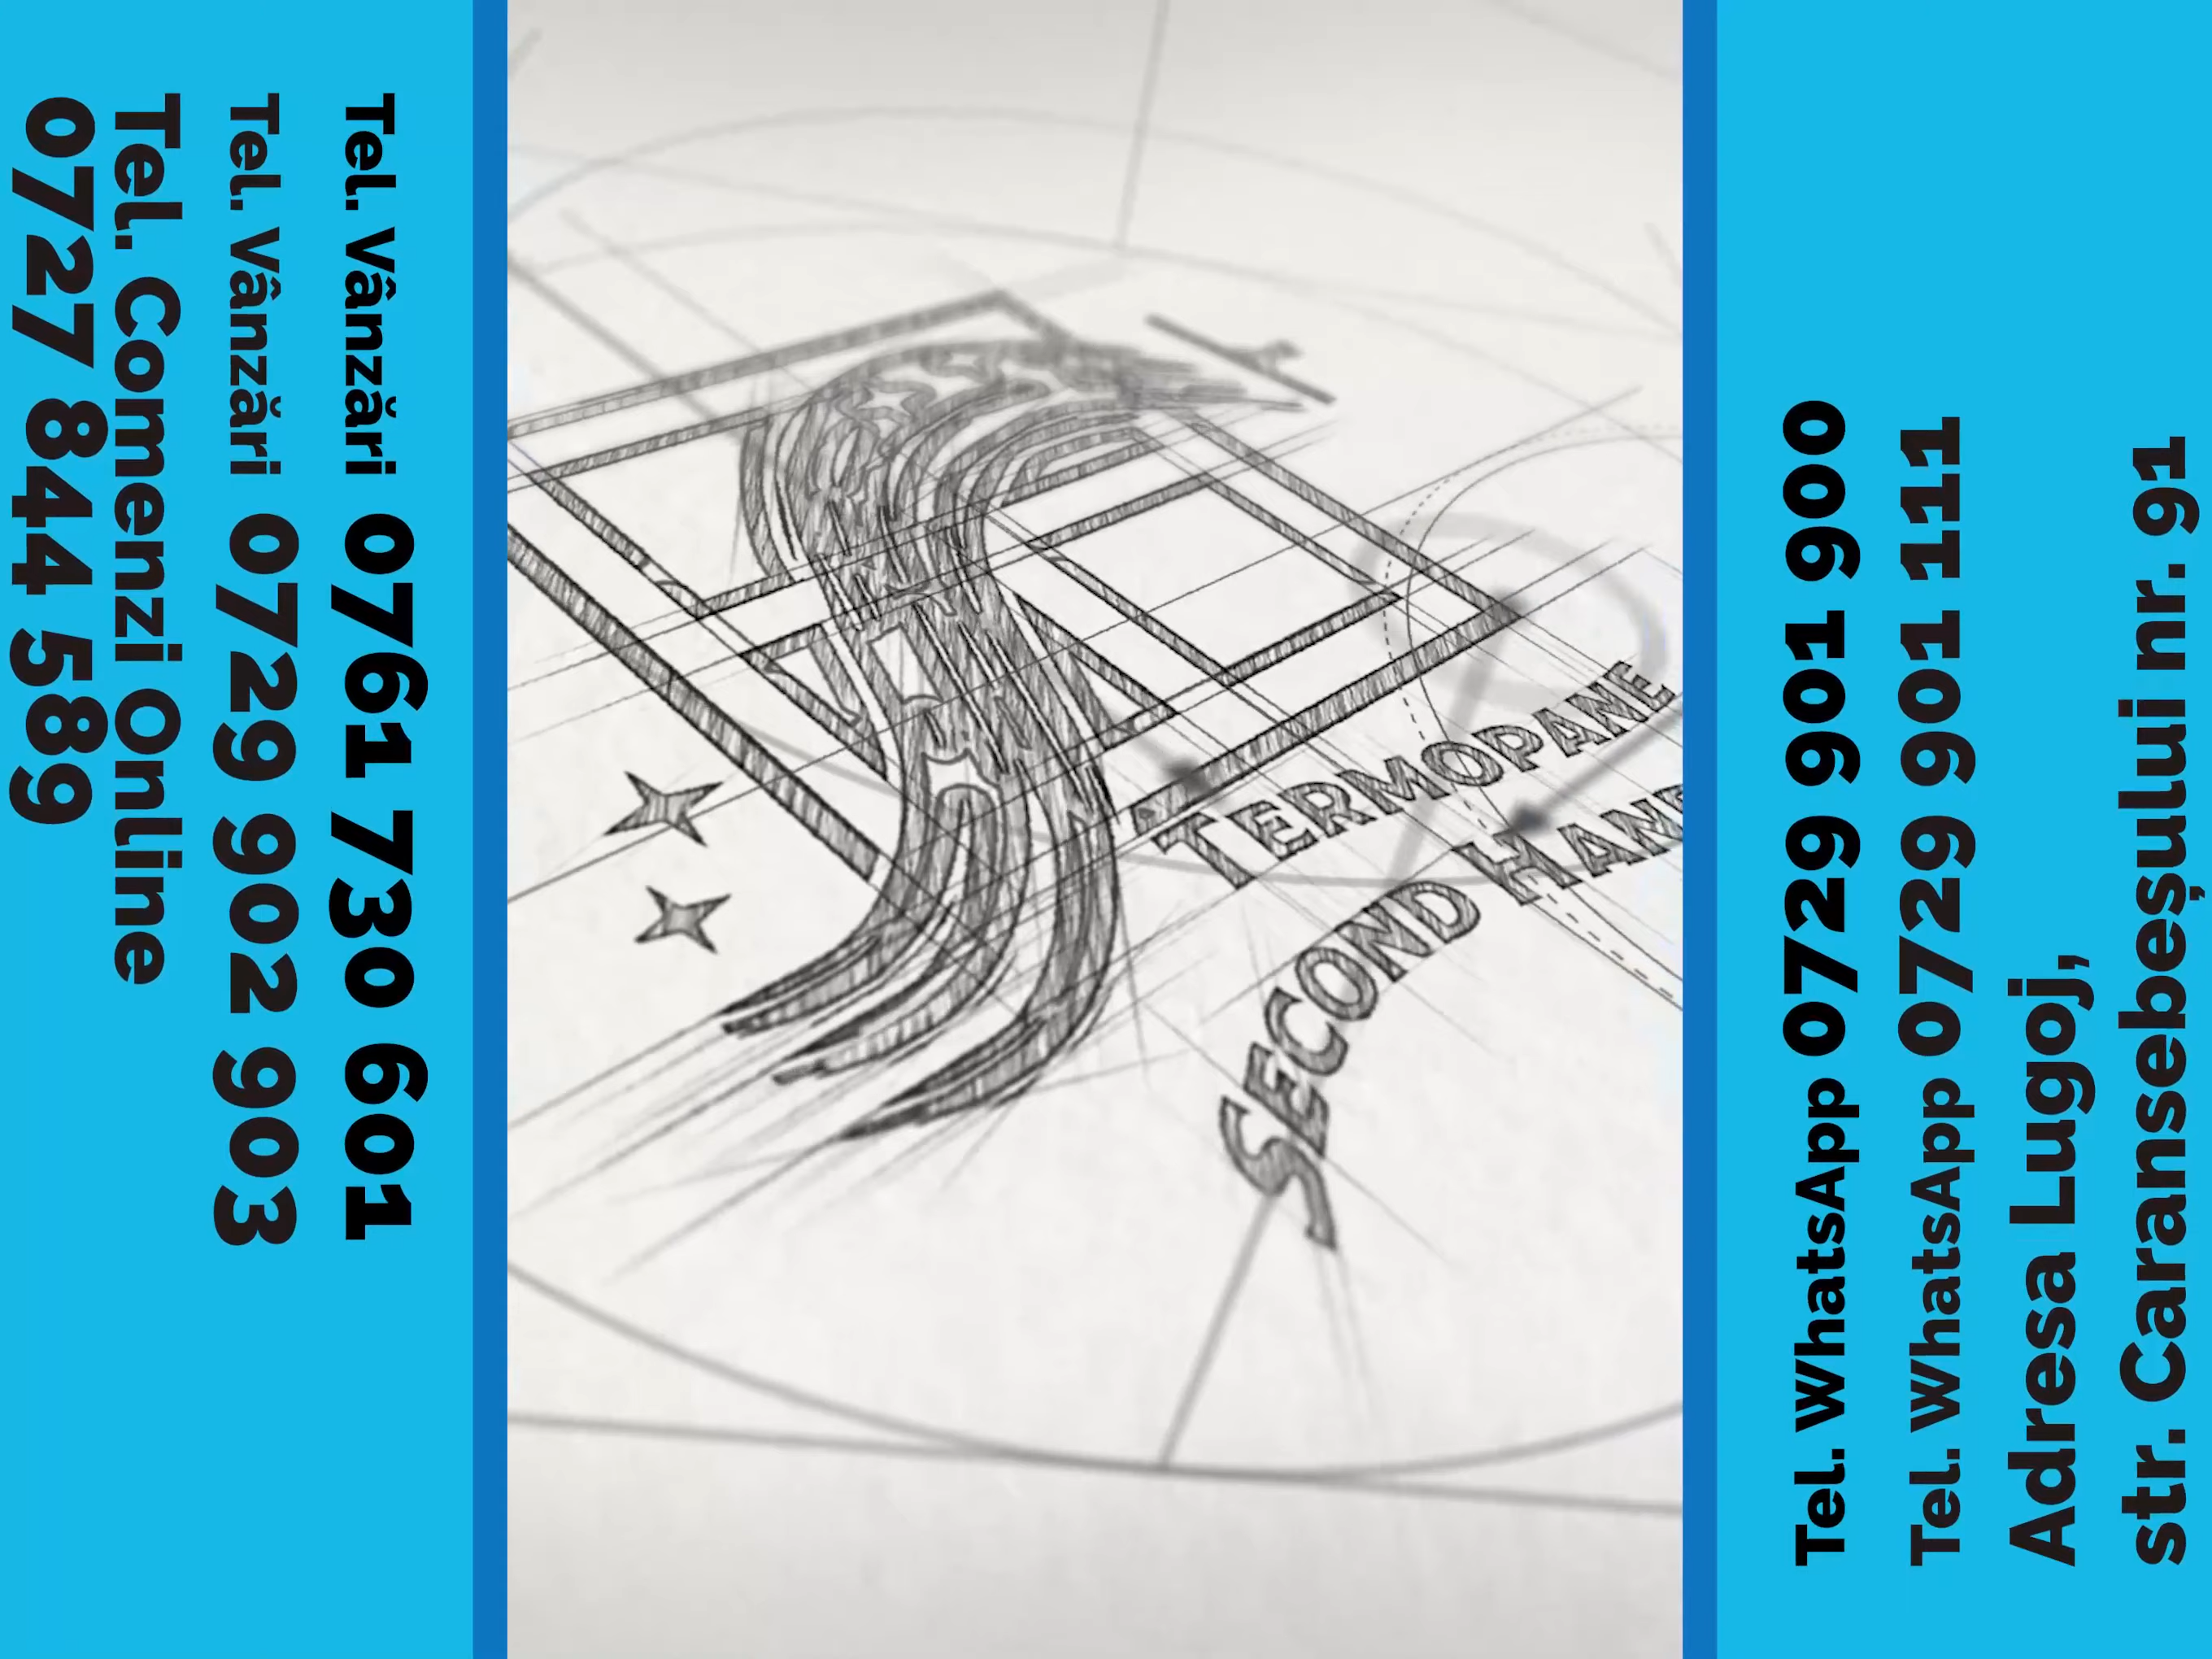 Tel. Vânzări 0761 730 601
Tel. Vânzări 0729 902 903
Tel. Comenzi Online
0727 844 589
TERMOPANE
SECOND HAND
Tel. WhatsApp 0729 901 900
Tel. WhatsApp 0729 901 111
Adresa Lugoj,
str. Caransebeșului nr. 91